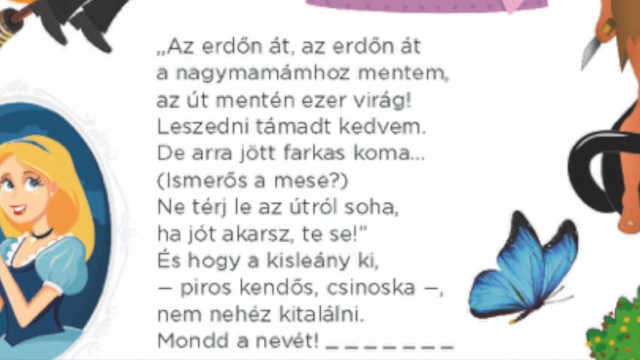 „Az erdőn át, az erdőn át
a nagymamámhoz mentem,
az út mentén ezer virág!
Leszedni támadt kedvem.
De arra jött farkas koma...
(Ismerős a mese?)
Ne térj le az útról soha,
ha jót akarsz, te se!”
És hogy a kisleány ki,
– piros kendős, csinoska –,
nem nehéz kitalálni.
Mondd a nevét! _ _ _ _ _ _ _